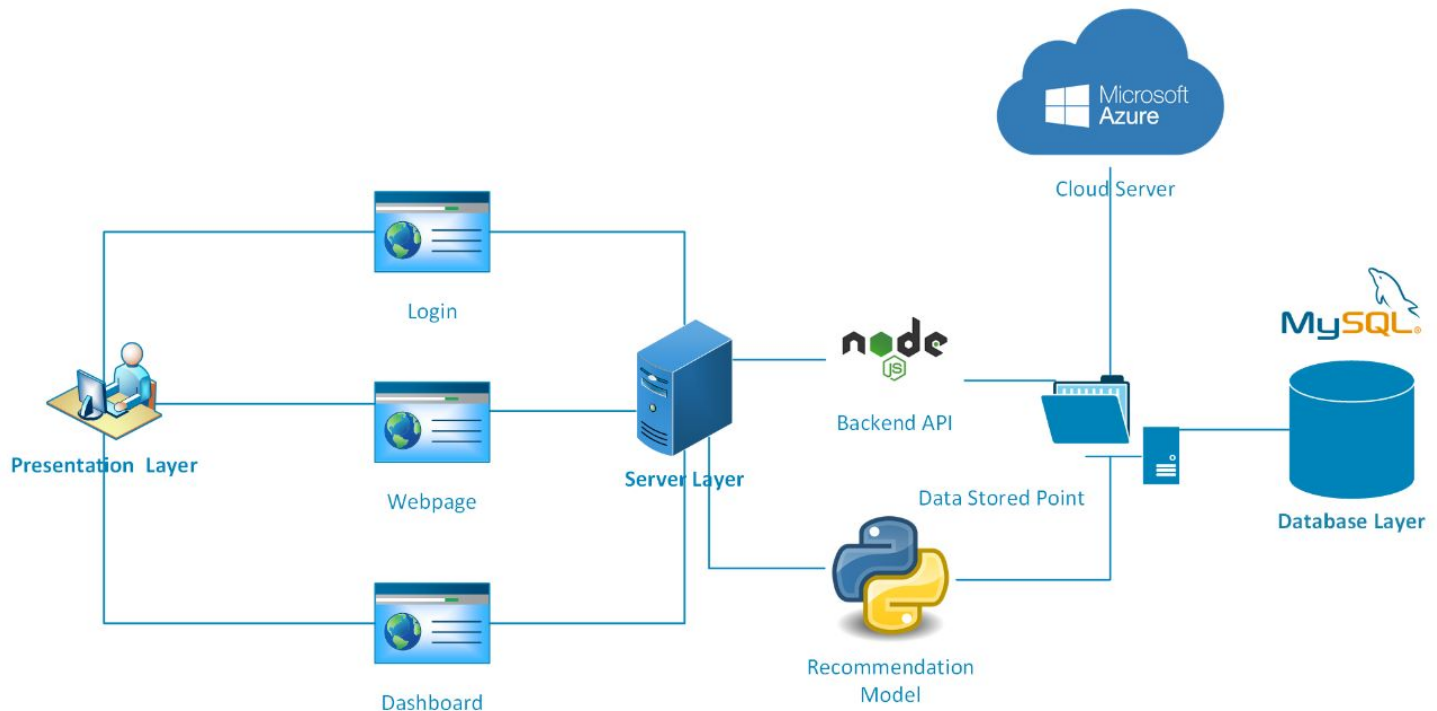 Microsoft
Azure
Cloud Server
Login
MySQL®
node
JS
Backend API
Presentation Layer
Server Layer
Webpage
Data Stored Point
Database Layer
Recommendation
Model
Dashboard